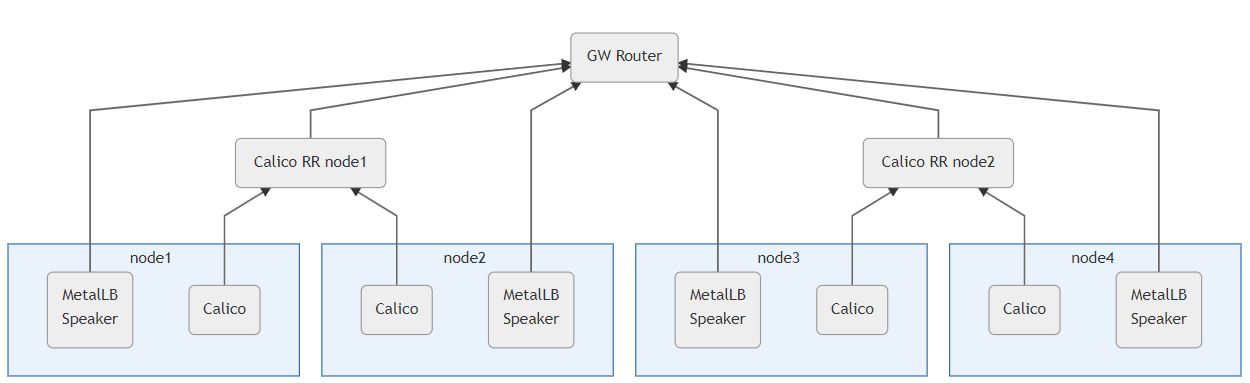 GW Router
Calico RR node1
Calico RR node2
node1
node2
node3
node4
MetalLB
Speaker
Calico
Calico
MetalLB
Speaker
MetalLB
Speaker
Calico
Calico
MetalLB
Speaker